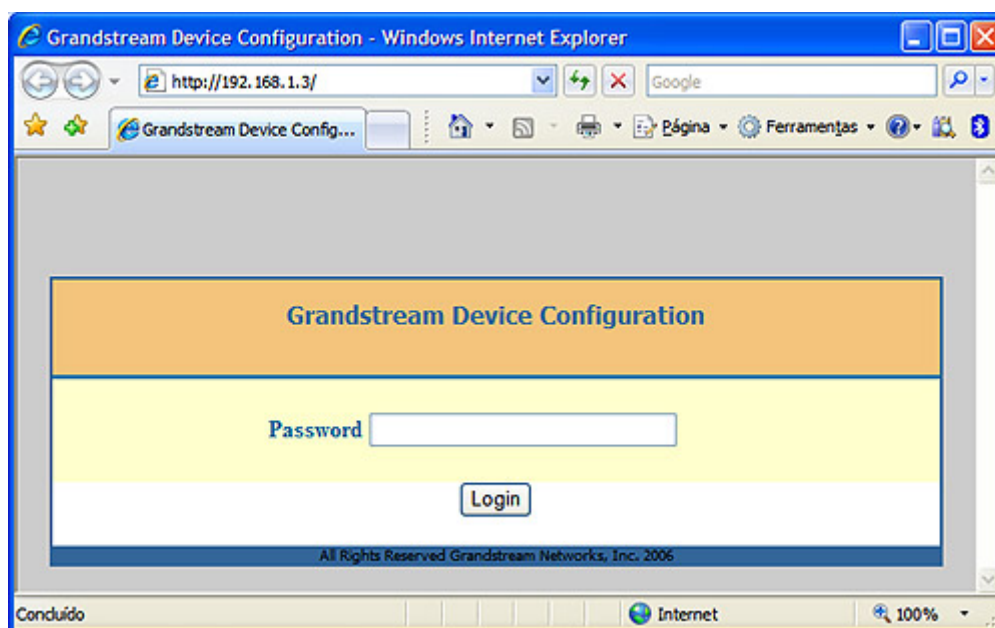 Grandstream Device Configuration - Windows Internet Explorer
http://192.168.1.3/
Google
Grandstream Device Config...
Página
Ferramentas
Grandstream Device Configuration
Password
Login
All Rights Reserved Grandstream Networks, Inc. 2006
Concluído
Internet
100%